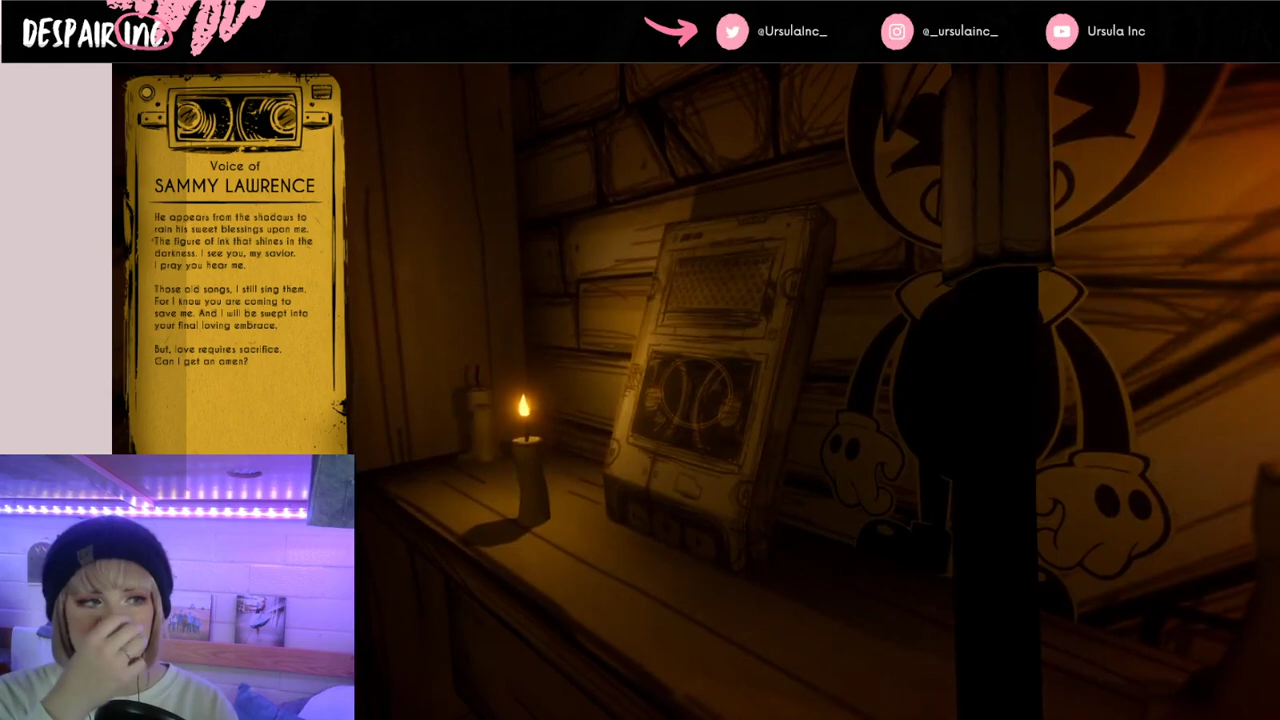 DESPAIR INC.
@UrsulaInc_
@_ursulainc_
Ursula Inc
Voice of
SAMMY LAWRENCE
He appears from the shadows to
rain his sweet blessings upon me.
The figure of ink that shines in the
darkness. I see you, my savior.
I pray you hear me.
Those old songs, I still sing them.
For I know you are coming to
save me. And I will be swept into
your final loving embrace.
But, love requires sacrifice.
Can I get an amen?